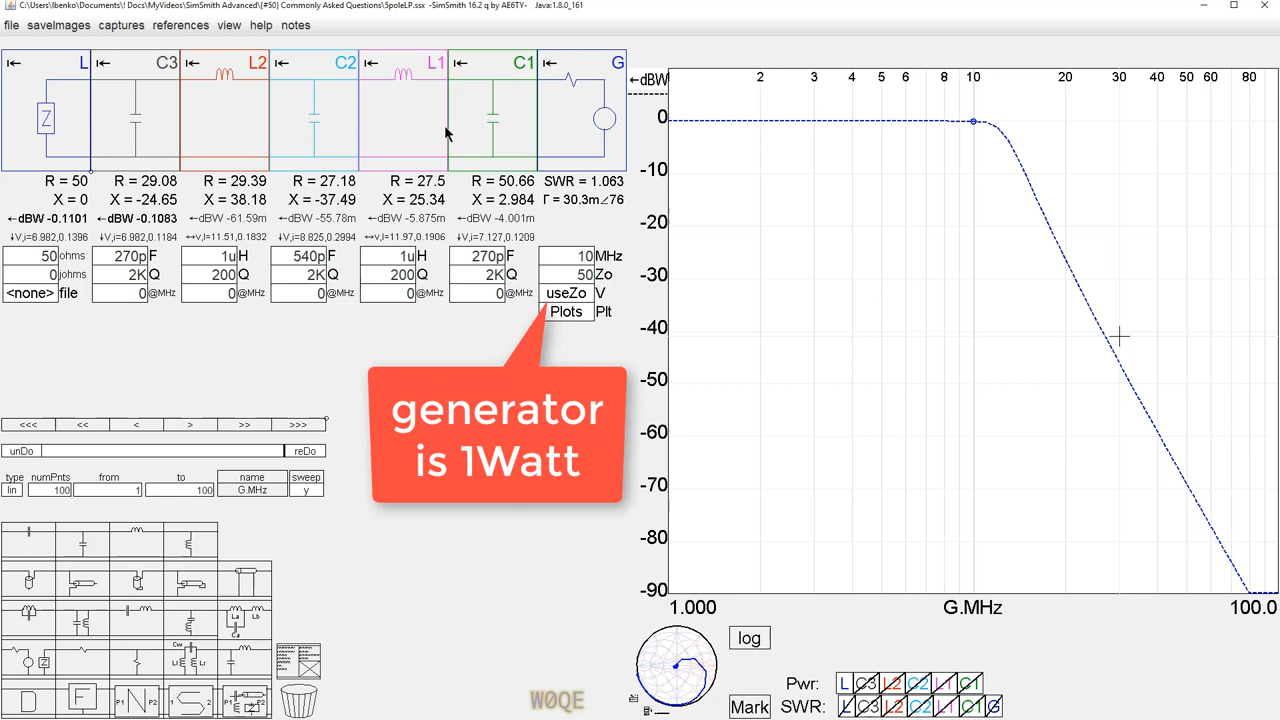 C:\Users\lbenko\Documents\! Docs\MyVideos\SimSmith Advanced\{#50} Commonly Asked Questions\5poleLP.ssx -SimSmith 16.2 q by AE6TY- Java:1.8.0_161
file saveImages captures references view help notes
L C3 L2 C2 L1 C1 G
Z
R = 50 R = 29.08 R = 29.39 R = 27.18 R = 27.5 R = 50.66 SWR = 1.063
X = 0 X = -24.65 X = 38.18 X = -37.49 X = 25.34 X = 2.984 Γ = 30.3m∠76
←dBW -0.1101 ←dBW -0.1083 ←dBW -61.59m ←dBW -55.78m ←dBW -5.875m ←dBW -4.001m
↓V,i=6.982,0.1396 ↓V,i=6.982,0.1184 ↔v,I=11.51,0.1832 ↓V,i=8.825,0.2994 ↔v,I=11.97,0.1906 ↓V,i=7.127,0.1209
50 ohms 270p F 1u H 540p F 1u H 270p F 10 MHz
0 johms 2K Q 200 Q 2K Q 200 Q 2K Q 50 Zo
<none> file 0 @MHz 0 @MHz 0 @MHz 0 @MHz 0 @MHz useZo V
Plots Plt
generator
is 1Watt
<<< << < > >> >>>
unDo reDo
type numPnts from to name sweep
lin 100 1 100 G.MHz y
La Lb
Ca
Z
D F P1 N P2 S P1 P2
←dBW 2 3 4 5 6 8 10 20 30 40 50 60 80
0
-10
-20
-30
-40
-50
-60
-70
-80
-90
1.000 G.MHz 100.0
log
Mark
Pwr: L C3 L2 C2 L1 C1
SWR: L C3 L2 C2 L1 C1 G
W0QE